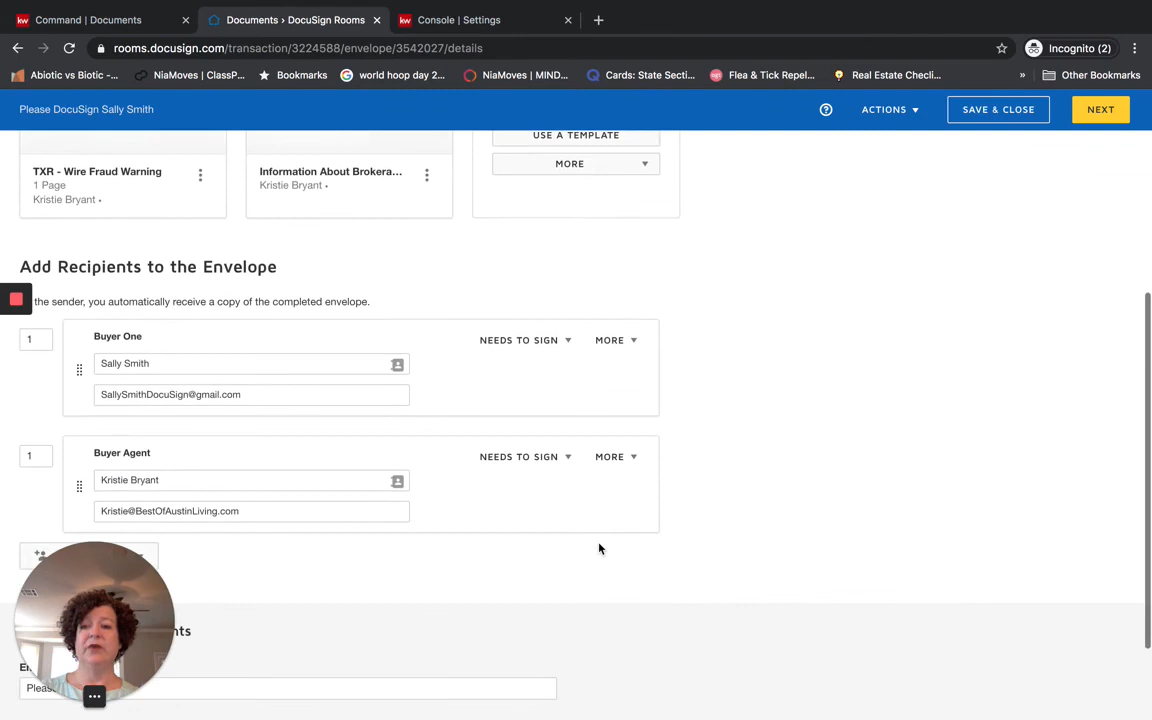 Command | Documents
Documents › DocuSign Rooms
Console | Settings
rooms.docusign.com/transaction/3224588/envelope/3542027/details
Incognito (2)
Abiotic vs Biotic -...
NiaMoves | ClassP...
Bookmarks
world hoop day 2...
NiaMoves | MIND...
Cards: State Secti...
Flea & Tick Repel...
Real Estate Checli...
»
Other Bookmarks
Please DocuSign Sally Smith
ACTIONS
SAVE & CLOSE
NEXT
USE A TEMPLATE
MORE
TXR - Wire Fraud Warning
1 Page
Kristie Bryant •
Information About Brokera...
Kristie Bryant •
Add Recipients to the Envelope
the sender, you automatically receive a copy of the completed envelope.
1
Buyer One
NEEDS TO SIGN
MORE
Sally Smith
SallySmithDocuSign@gmail.com
1
Buyer Agent
NEEDS TO SIGN
MORE
Kristie Bryant
Kristie@BestOfAustinLiving.com